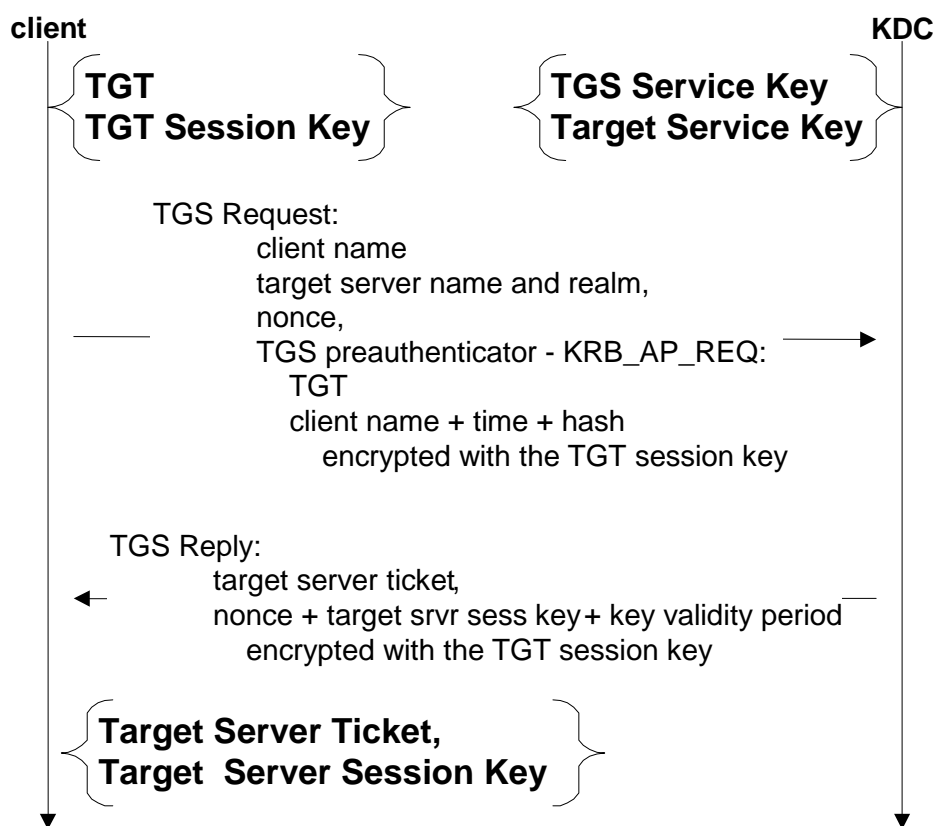 client
KDC
TGT
TGT Session Key
TGS Service Key
Target Service Key
TGS Request:
client name
target server name and realm,
nonce,
TGS preauthenticator - KRB_AP_REQ:
TGT
client name + time + hash
encrypted with the TGT session key
TGS Reply:
target server ticket,
nonce + target srvr sess key + key validity period
encrypted with the TGT session key
Target Server Ticket,
Target Server Session Key